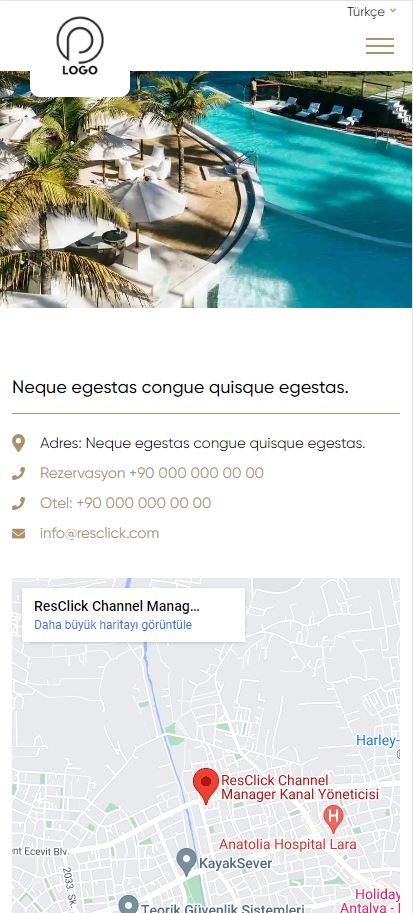 Türkçe
LOGO
Neque egestas congue quisque egestas.
Adres: Neque egestas congue quisque egestas.
Rezervasyon +90 000 000 00 00
Otel: +90 000 000 00 00
info@resclick.com
ResClick Channel Manag...
Daha büyük haritayı görüntüle
Harley-
ResClick Channel
Manager Kanal Yöneticisi
H
Anatolia Hospital Lara
nt Ecevit Blv.
KayakSever
2033. Sk.
Holiday
Antalya -
Teorik Güvenlik Sistemleri